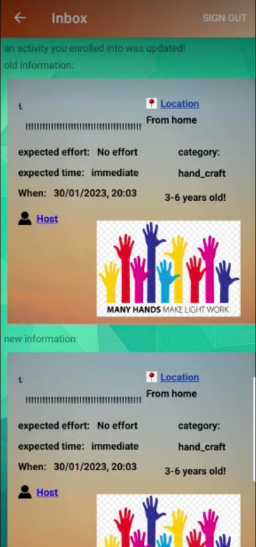 Inbox
SIGN OUT
an activity you enrolled into was updated!
old information:
Location
!!!!!!!!!!!!!!!!!!!!!!!!!!!!!!!!!!!!!!!! From home
expected effort: No effort category:
expected time: immediate hand_craft
When: 30/01/2023, 20:03 3-6 years old!
Host
MANY HANDS MAKE LIGHT WORK
new information:
Location
!!!!!!!!!!!!!!!!!!!!!!!!!!!!!!!!!!!!!!!! From home
expected effort: No effort category:
expected time: immediate hand_craft
When: 30/01/2023, 20:03 3-6 years old!
Host